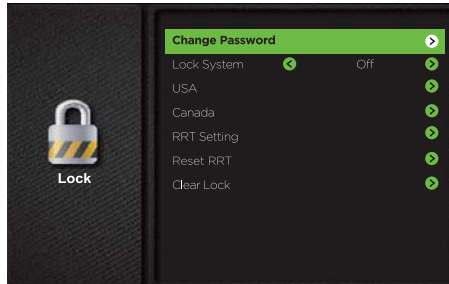 Change Password
Lock System Off
USA
Canada
RRT Setting
Reset RRT
Clear Lock
Lock